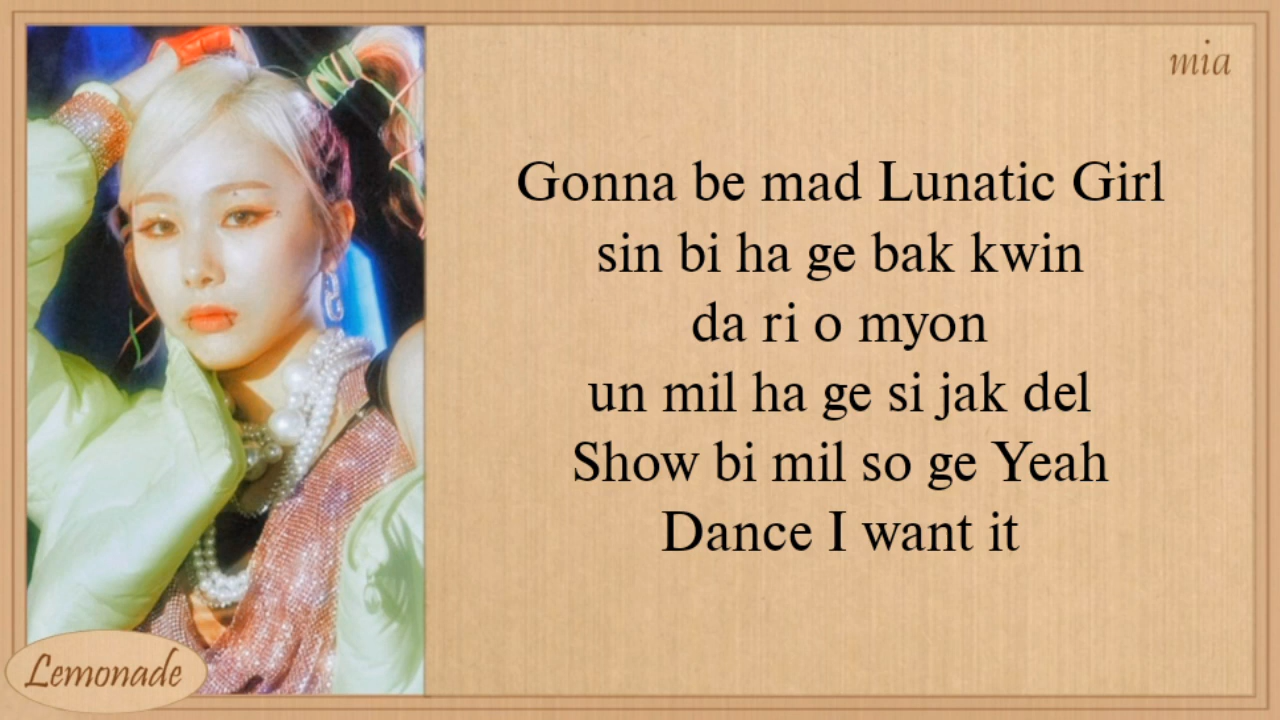 mia
Gonna be mad Lunatic Girl
sin bi ha ge bak kwin
da ri o myon
un mil ha ge si jak del
Show bi mil so ge Yeah
Dance I want it
Lemonade